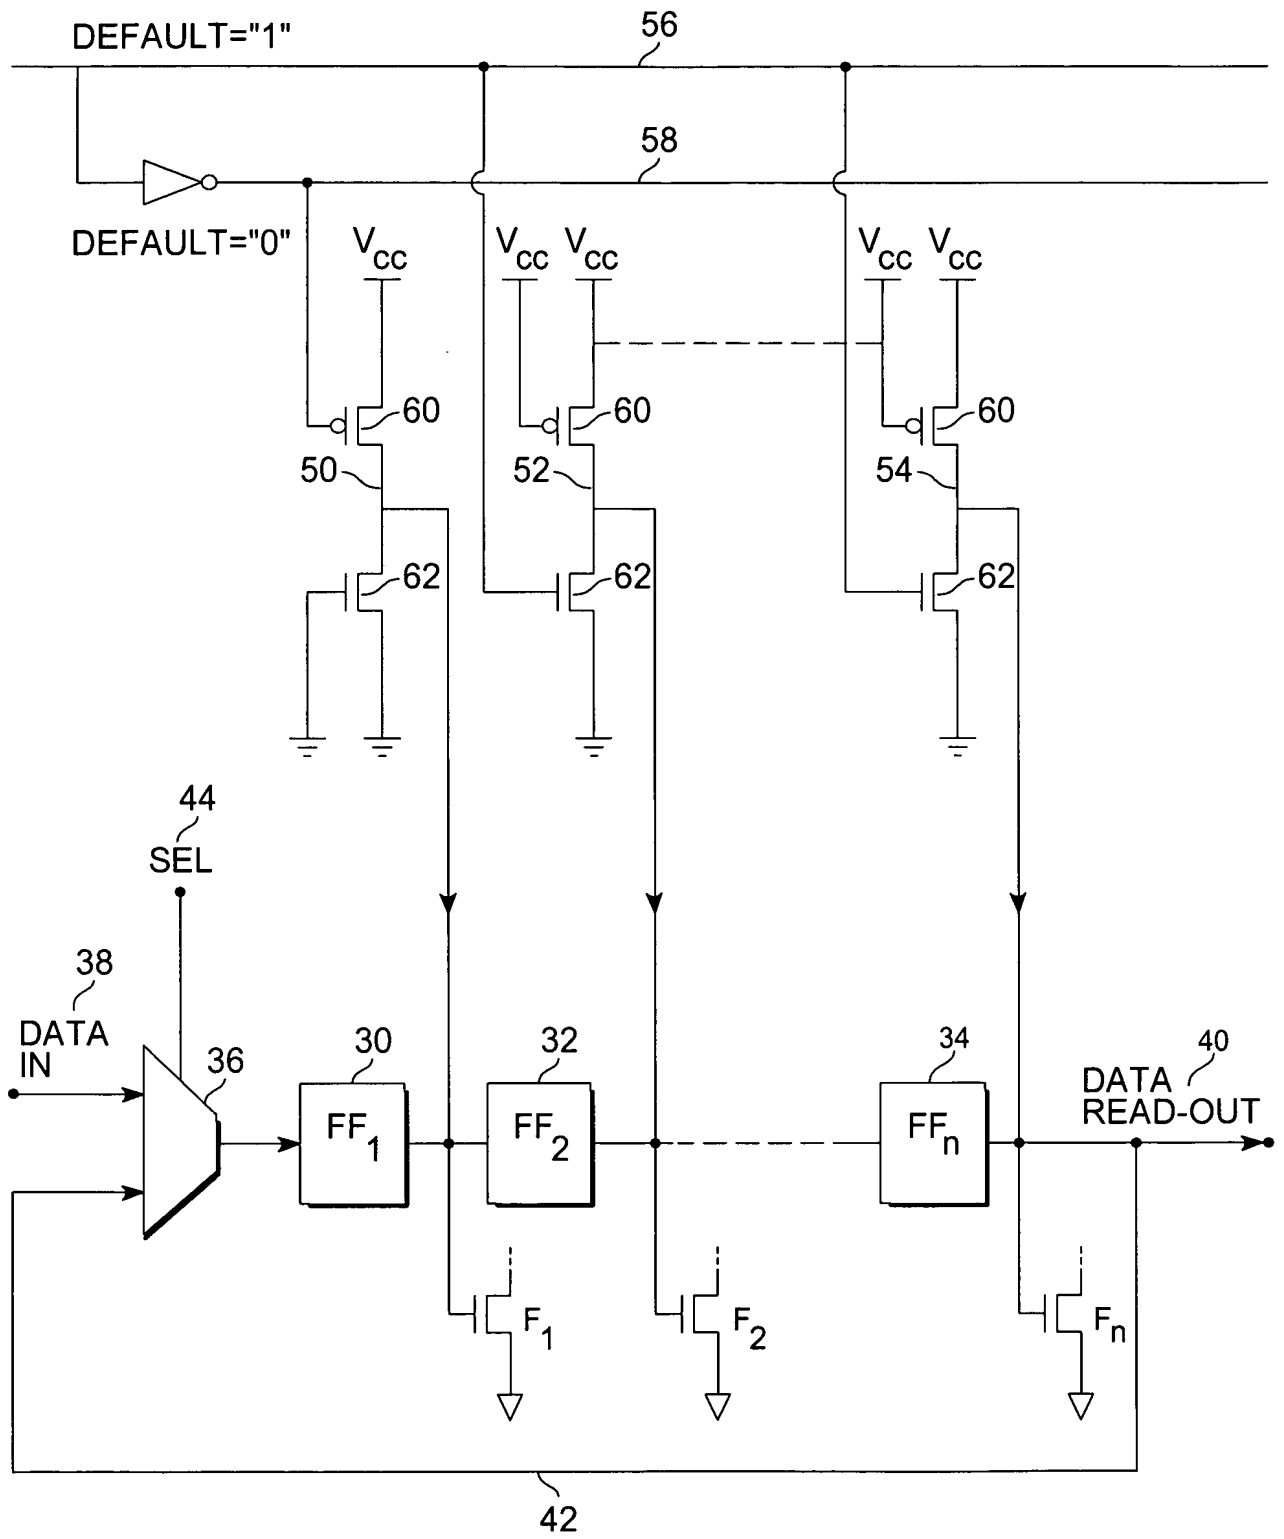 DEFAULT="1"
56
58
DEFAULT="0"
VCC
VCC
VCC
VCC
VCC
60
60
60
50
52
54
62
62
62
44
SEL
38
DATA
IN
36
30
32
34
40
DATA
READ-OUT
FF1
FF2
FFn
F1
F2
Fn
42